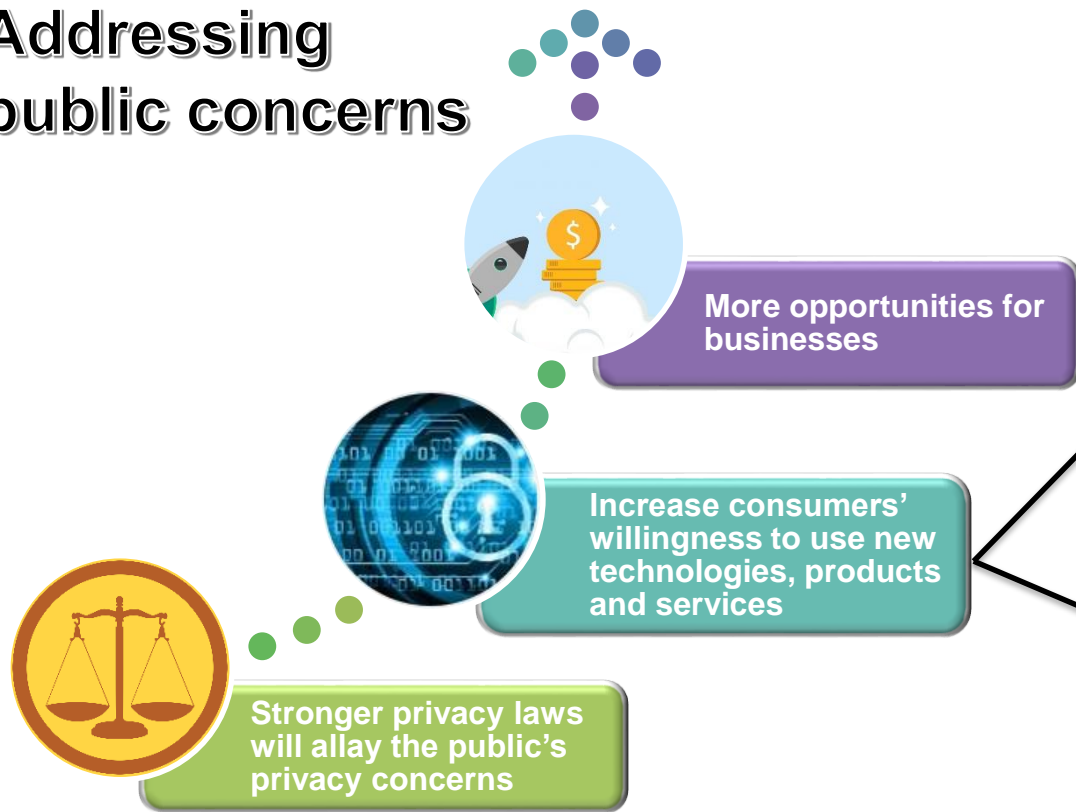 Addressing
public concerns
More opportunities for
businesses
Increase consumers'
willingness to use new
technologies, products
and services
Stronger privacy laws
will allay the public's
privacy concerns